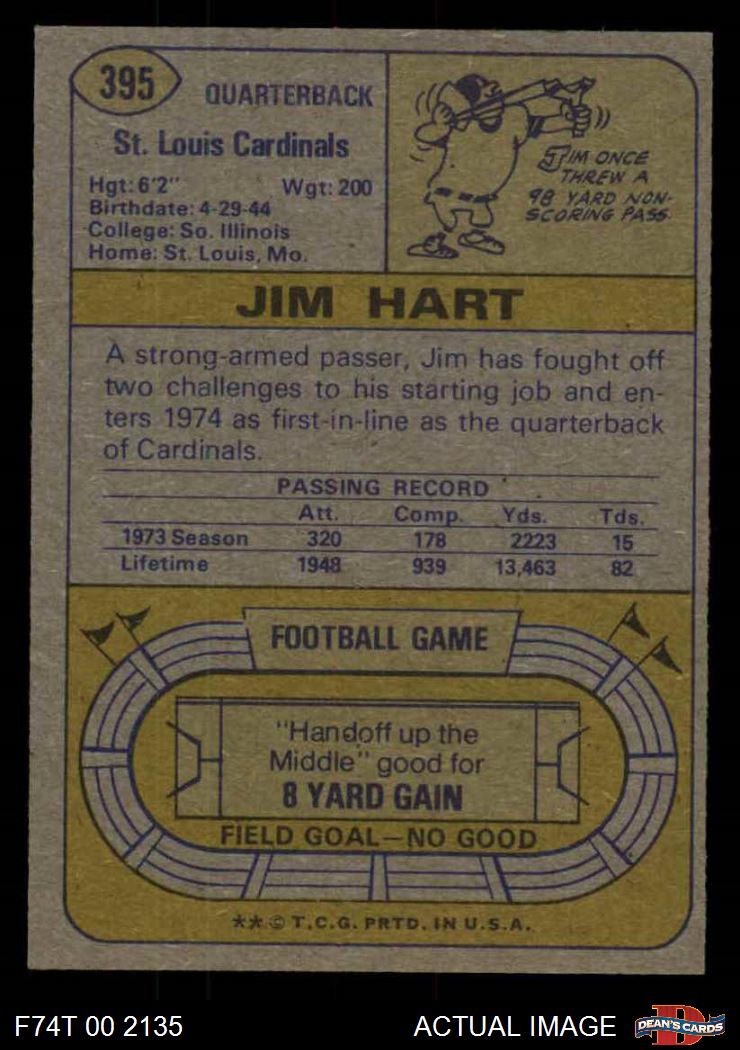 395
QUARTERBACK
St. Louis Cardinals
Hgt: 6'2" Wgt: 200
Birthdate: 4-29-44
College: So. Illinois
Home: St. Louis, Mo.
JIM ONCE
THREW A
98 YARD NON-
SCORING PASS.
JIM HART
A strong-armed passer, Jim has fought off
two challenges to his starting job and en-
ters 1974 as first-in-line as the quarterback
of Cardinals.
PASSING RECORD
Att. Comp. Yds. Tds.
1973 Season 320 178 2223 15
Lifetime 1948 939 13,463 82
FOOTBALL GAME
"Handoff up the
Middle" good for
8 YARD GAIN
FIELD GOAL—NO GOOD
** © T.C.G. PRTD. IN U.S.A.
F74T 00 2135 ACTUAL IMAGE D DEAN'S CARDS